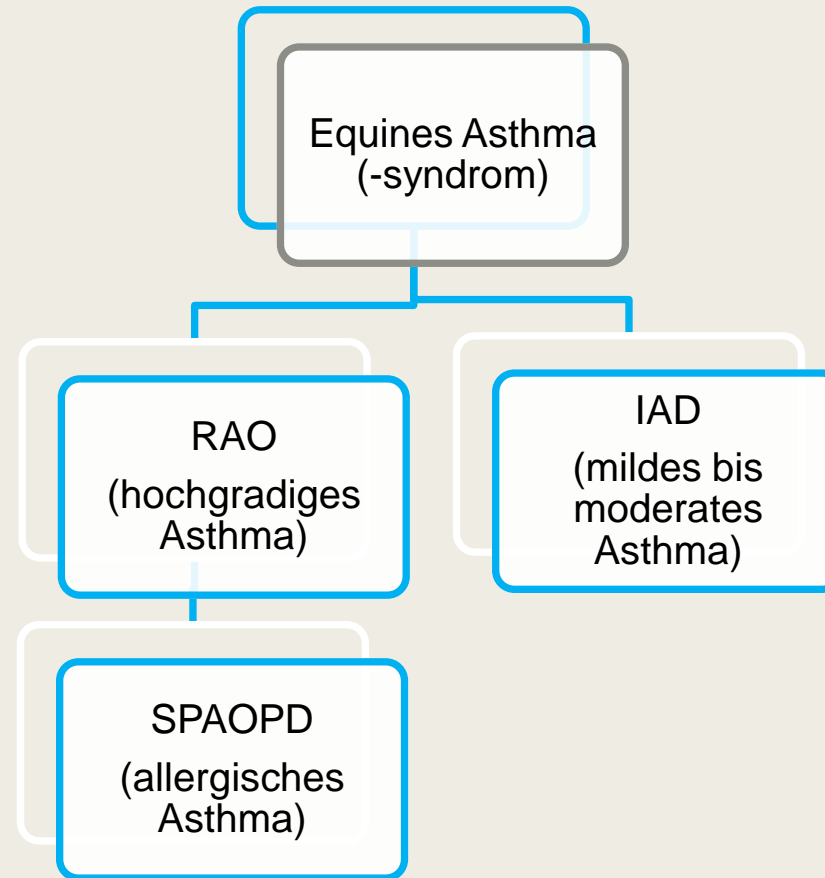 Equines Asthma
(-syndrom)
RAO
(hochgradiges
Asthma)
IAD
(mildes bis
moderates
Asthma)
SPAOPD
(allergisches
Asthma)